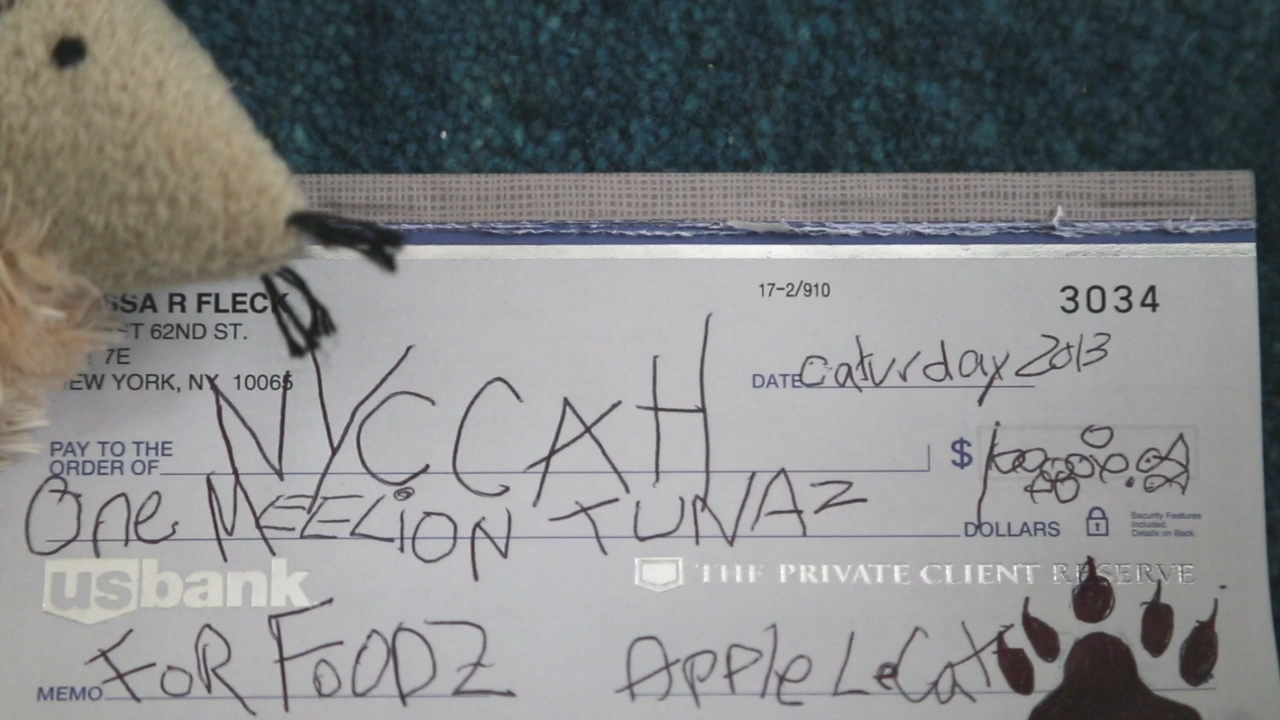 SSA R FLECK
ST 62ND ST.
7E
EW YORK, NY 10065
17-2/910
3034
DATE Caturday 2013
PAY TO THE
ORDER OF NYCCAH
$
One MEELiON TUNAZ
DOLLARS
Security Features
Included.
Details on Back.
usbank
THE PRIVATE CLIENT RESERVE
MEMO FoR FOODZ
Apple LeCat